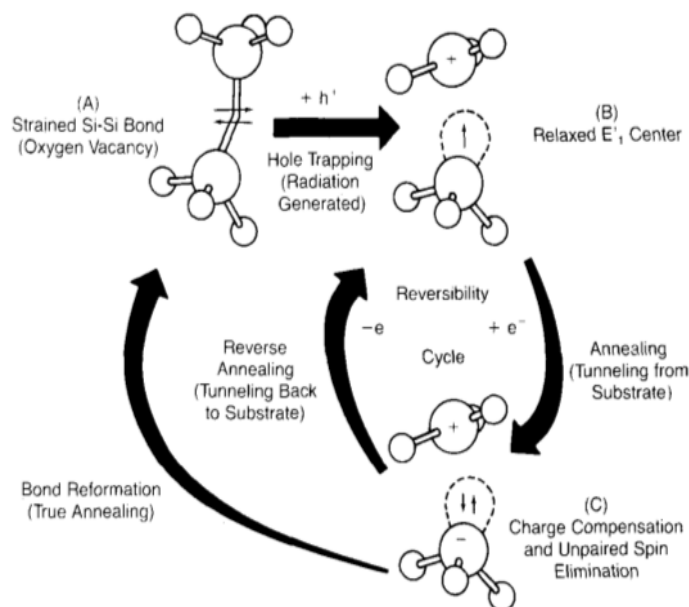 (A)
Strained Si-Si Bond
(Oxygen Vacancy)
+ h⁺
Hole Trapping
(Radiation
Generated)
+
(B)
Relaxed E'₁ Center
Reversibility
−e
+ e⁻
Cycle
Reverse
Annealing
(Tunneling Back
to Substrate)
Annealing
(Tunneling from
Substrate)
+
Bond Reformation
(True Annealing)
−
(C)
Charge Compensation
and Unpaired Spin
Elimination